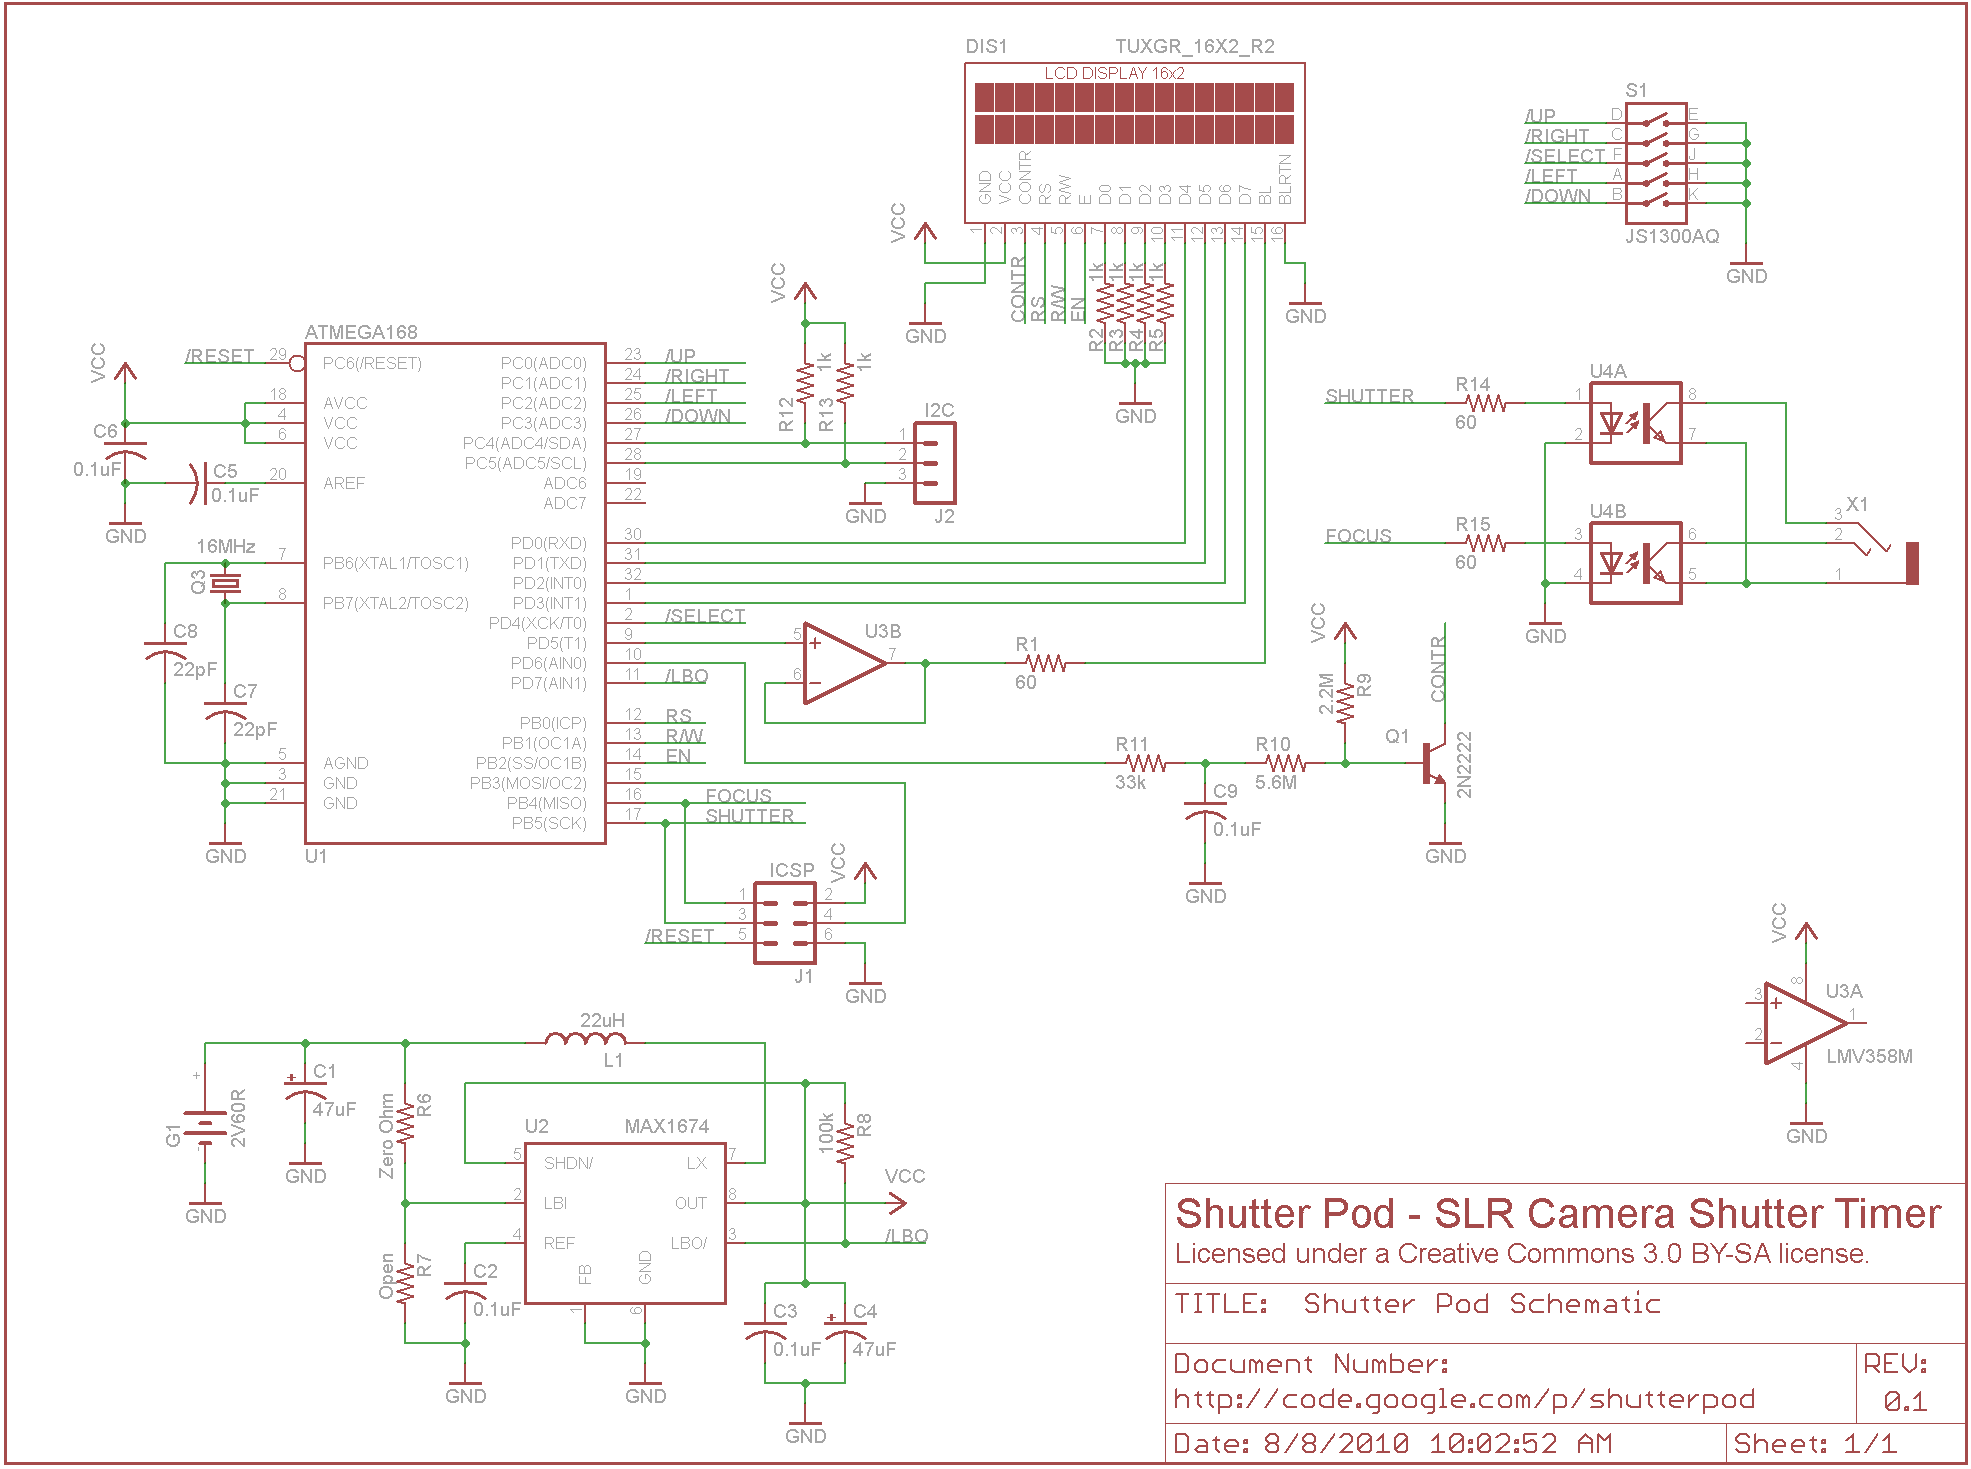 DIS1 TUXGR_16X2_R2
LCD DISPLAY 16x2
GND
VCC
CONTR
RS
R/W
E
D0
D1
D2
D3
D4
D5
D6
D7
BL
BLRTN
1
2
3
4
5
6
7
8
9
10
11
12
13
14
15
16
VCC
GND
CONTR
RS
R/W
EN
1k
1k
1k
1k
R2
R3
R4
R5
GND
GND
S1
/UP D E
/RIGHT C G
/SELECT F J
/LEFT A H
/DOWN B K
JS1300AQ
GND
ATMEGA168
/RESET 29 PC6(/RESET)
18 AVCC
4 VCC
6 VCC
20 AREF
7 PB6(XTAL1/TOSC1)
8 PB7(XTAL2/TOSC2)
5 AGND
3 GND
21 GND
U1
PC0(ADC0) 23 /UP
PC1(ADC1) 24 /RIGHT
PC2(ADC2) 25 /LEFT
PC3(ADC3) 26 /DOWN
PC4(ADC4/SDA) 27
PC5(ADC5/SCL) 28
ADC6 19
ADC7 22
PD0(RXD) 30
PD1(TXD) 31
PD2(INT0) 32
PD3(INT1) 1
PD4(XCK/T0) 2 /SELECT
PD5(T1) 9
PD6(AIN0) 10
PD7(AIN1) 11 /LBO
PB0(ICP) 12 RS
PB1(OC1A) 13 R/W
PB2(SS/OC1B) 14 EN
PB3(MOSI/OC2) 15
PB4(MISO) 16 FOCUS
PB5(SCK) 17 SHUTTER
VCC
C6
0.1uF
C5
0.1uF
GND
16MHz
Q3
C8
22pF
C7
22pF
GND
VCC
1k
1k
R12
R13
I2C
1
2
3
J2
GND
U3B
5
6
7
+
−
R1
60
ICSP
VCC
1 2
3 4
/RESET 5 6
J1
GND
SHUTTER
R14
60
U4A
1 8
2 7
FOCUS
R15
60
U4B
3 6
4 5
GND
X1
3
2
1
VCC
2.2M
R9
CONTR
Q1
2N2222
GND
R11
33k
R10
5.6M
C9
0.1uF
GND
VCC
8
3
+
2
−
1
4
U3A
LMV358M
GND
22uH
L1
+
-
G1
2V60R
GND
+
C1
47uF
GND
Zero Ohm
R6
Open
R7
C2
0.1uF
GND
U2 MAX1674
5 SHDN/ LX 7
2 LBI OUT 8
4 REF LBO/ 3
FB
GND
1
6
GND
100k
R8
VCC
/LBO
C3
0.1uF
+
C4
47uF
GND
Shutter Pod - SLR Camera Shutter Timer
Licensed under a Creative Commons 3.0 BY-SA license.
TITLE: Shutter Pod Schematic
Document Number:
http://code.google.com/p/shutterpod
REV:
0.1
Date: 8/8/2010 10:02:52 AM
Sheet: 1/1